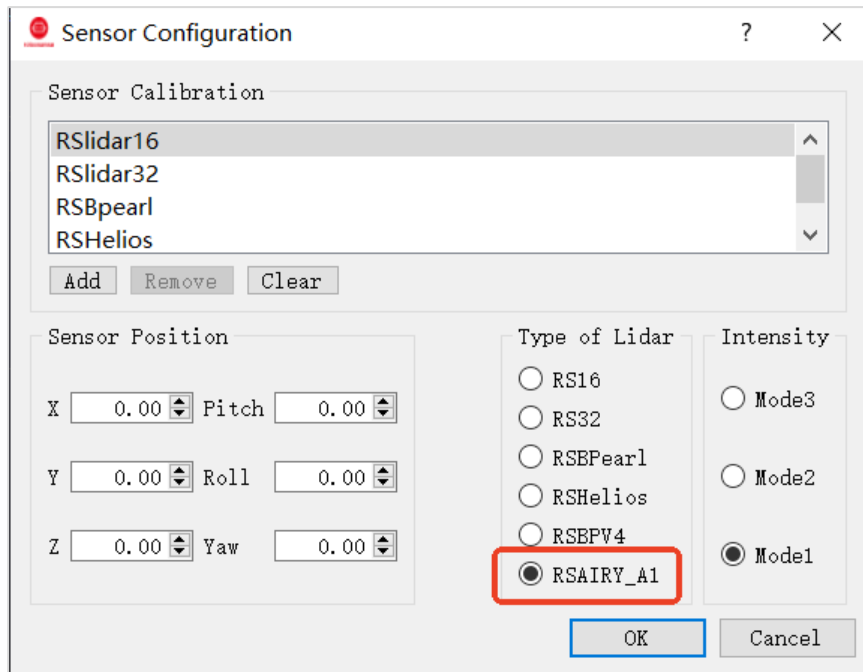 Sensor Configuration ? ×
Sensor Calibration
RSlidar16
RSlidar32
RSBpearl
RSHelios
Add Remove Clear
Sensor Position
X 0.00 Pitch 0.00
Y 0.00 Roll 0.00
Z 0.00 Yaw 0.00
Type of Lidar
RS16
RS32
RSBPearl
RSHelios
RSBPV4
RSAIRY_A1
Intensity
Mode3
Mode2
Mode1
OK Cancel